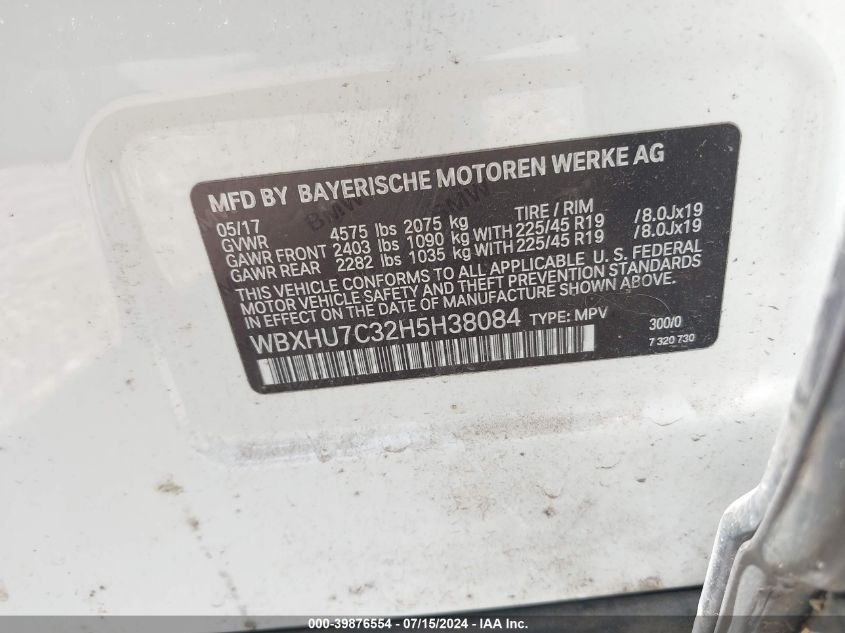 MFD BY BAYERISCHE MOTOREN WERKE AG
05/17 TIRE / RIM
GVWR 4575 lbs 2075 kg
GAWR FRONT 2403 lbs 1090 kg WITH 225/45 R19 /8.0Jx19
GAWR REAR 2282 lbs 1035 kg WITH 225/45 R19 /8.0Jx19
THIS VEHICLE CONFORMS TO ALL APPLICABLE U. S. FEDERAL
MOTOR VEHICLE SAFETY AND THEFT PREVENTION STANDARDS
IN EFFECT ON THE DATE OF MANUFACTURE SHOWN ABOVE.
WBXHU7C32H5H38084 TYPE: MPV 300/0
7 320 730
BMW BMW
000-39876554 - 07/15/2024 - IAA Inc.